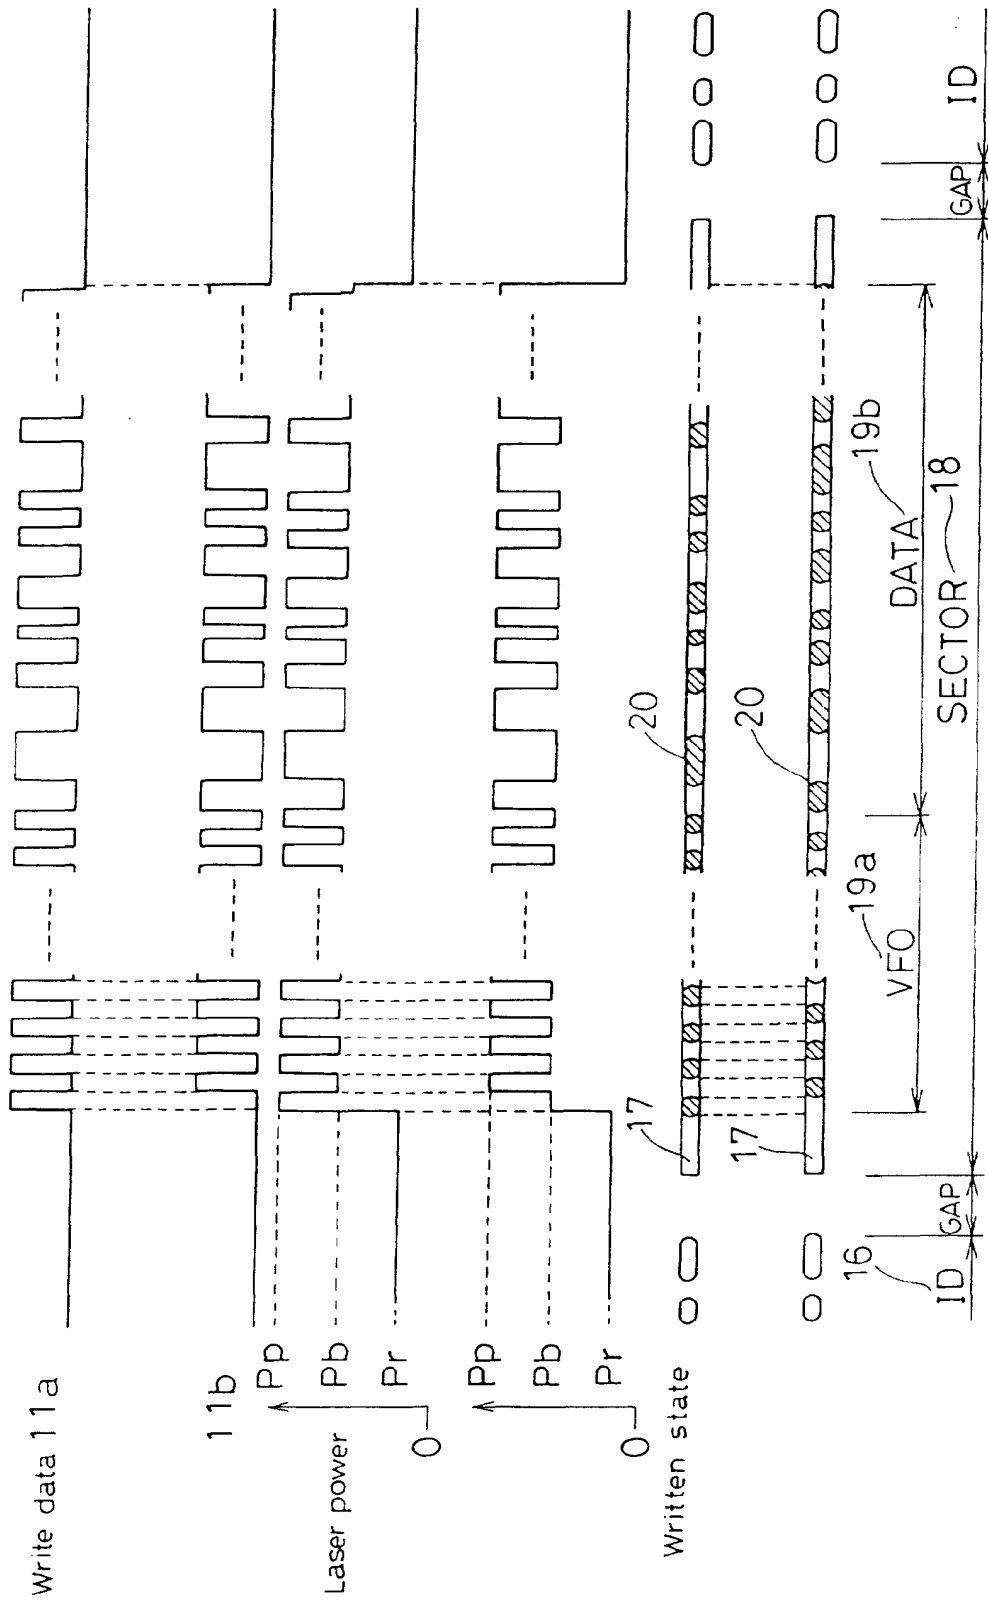 Write data 11a
11b
Laser power
Pp
Pb
Pr
0
Pp
Pb
Pr
0
Written state
17
20
17
20
16
ID
GAP
VFO 19a
DATA 19b
SECTOR 18
GAP
ID